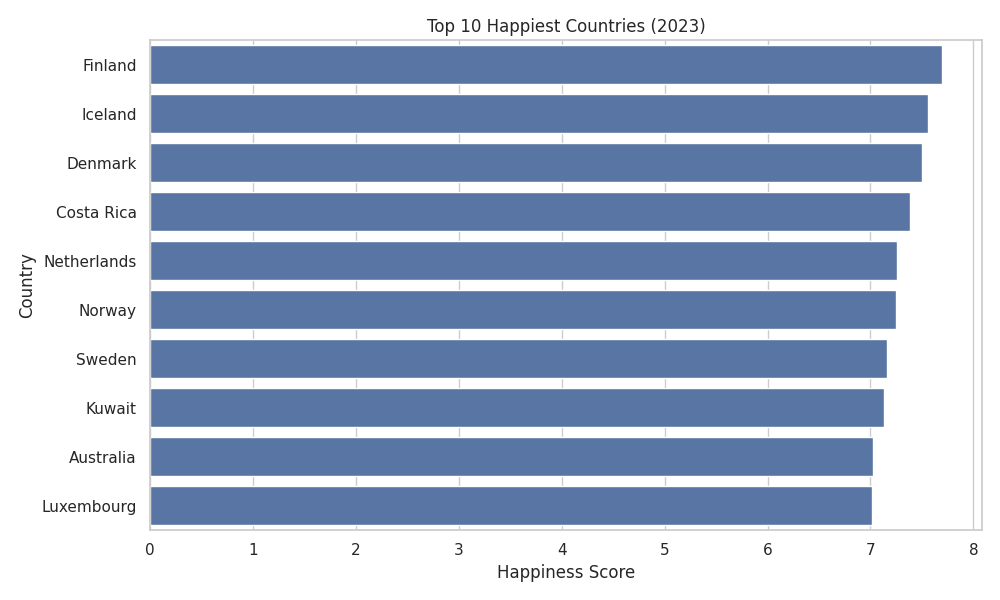 Top 10 Happiest Countries (2023)
Finland
Iceland
Denmark
Costa Rica
Netherlands
Norway
Sweden
Kuwait
Australia
Luxembourg
Country
0 1 2 3 4 5 6 7 8
Happiness Score